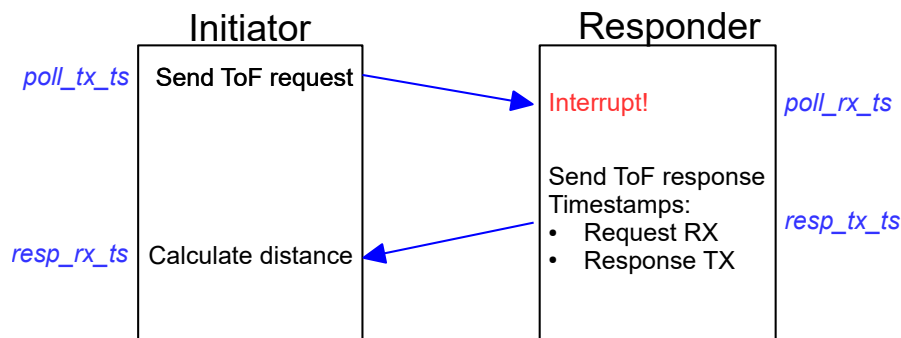 Initiator
Responder
poll_tx_ts
Send ToF request
Interrupt!
poll_rx_ts
Send ToF response
Timestamps:
• Request RX
• Response TX
resp_tx_ts
resp_rx_ts
Calculate distance